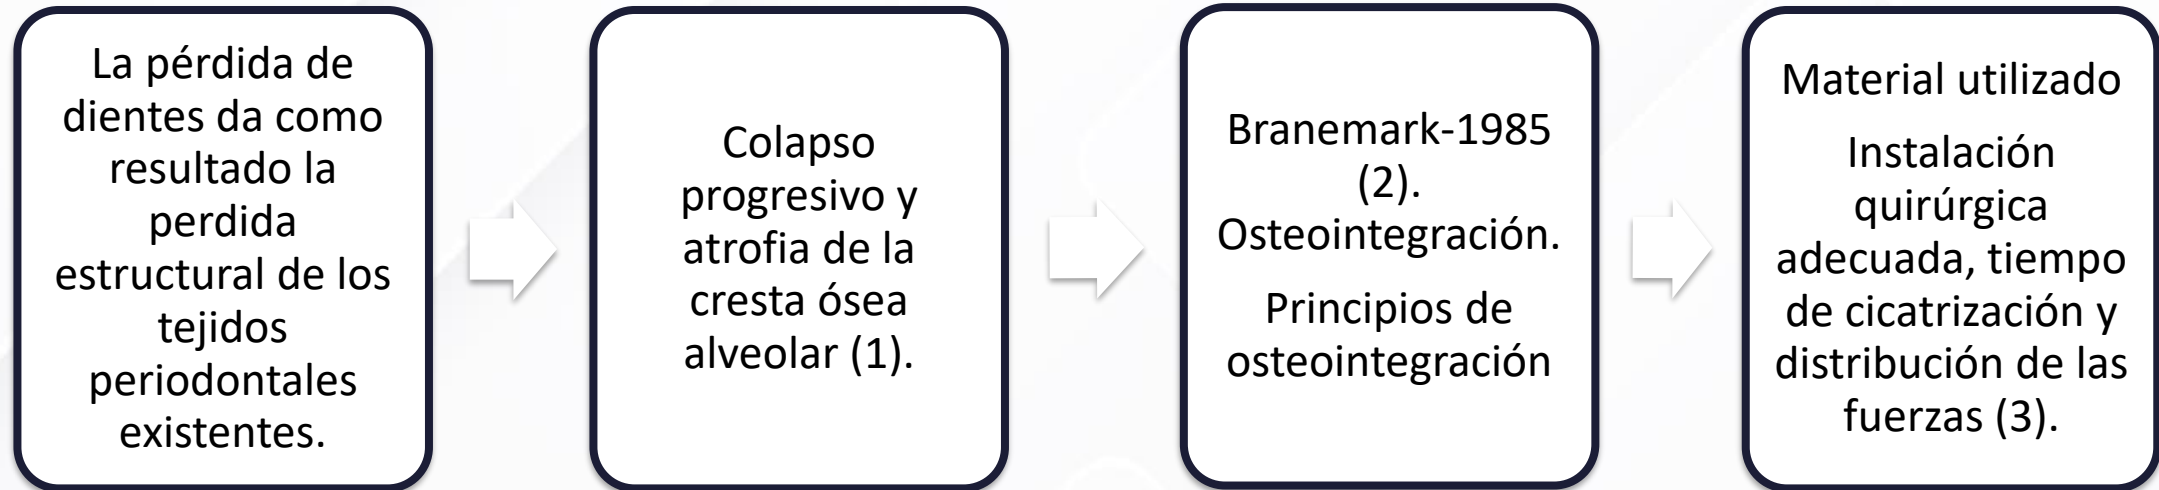 La pérdida de
dientes da como
resultado la
perdida
estructural de los
tejidos
periodontales
existentes.
Colapso
progresivo y
atrofia de la
cresta ósea
alveolar (1).
Branemark-1985
(2).
Osteointegración.
Principios de
osteointegración
Material utilizado
Instalación
quirúrgica
adecuada, tiempo
de cicatrización y
distribución de las
fuerzas (3).